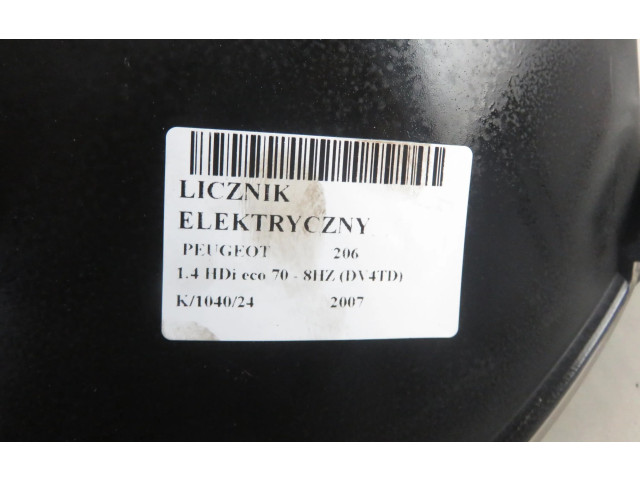 LICZNIK
ELEKTRYCZNY
PEUGEOT 206
1.4 HDi eco 70 - 8HZ (DV4TD)
K/1040/24 2007